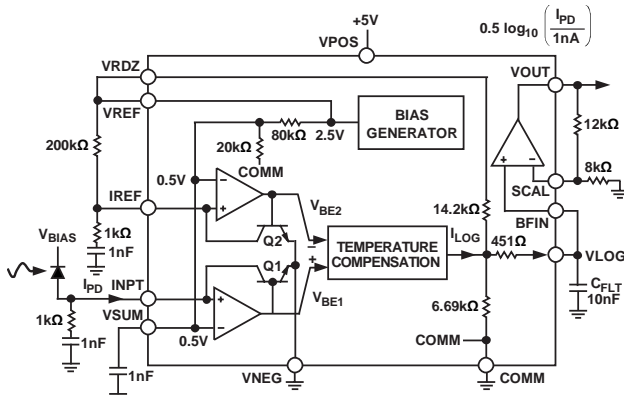 +5V
0.5 log10 (IPD / 1nA)
VPOS
VRDZ
VOUT
VREF
BIAS
GENERATOR
80kΩ
2.5V
20kΩ
COMM
200kΩ
12kΩ
0.5V
8kΩ
SCAL
IREF
VBE2
14.2kΩ
BFIN
1kΩ
1nF
VBIAS
Q2
TEMPERATURE
COMPENSATION
ILOG
451Ω
VLOG
IPD
INPT
Q1
VBE1
CFLT
10nF
1kΩ
VSUM
0.5V
6.69kΩ
1nF
1nF
COMM
VNEG
COMM